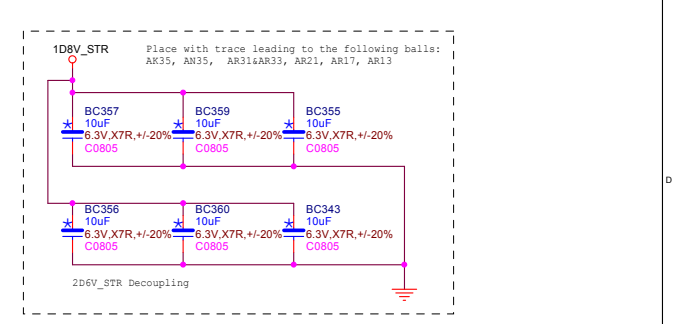 1D8V_STR
Place with trace leading to the following balls:
AK35, AN35, AR31&AR33, AR21, AR17, AR13
BC357
10uF
6.3V,X7R,+/-20%
C0805
BC359
10uF
6.3V,X7R,+/-20%
C0805
BC355
10uF
6.3V,X7R,+/-20%
C0805
BC356
10uF
6.3V,X7R,+/-20%
C0805
BC360
10uF
6.3V,X7R,+/-20%
C0805
BC343
10uF
6.3V,X7R,+/-20%
C0805
2D6V_STR Decoupling
D